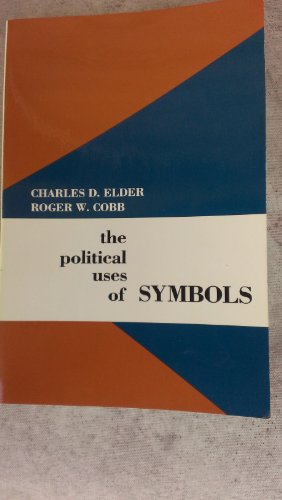 CHARLES D. ELDER
ROGER W. COBB
the
political
uses
of SYMBOLS